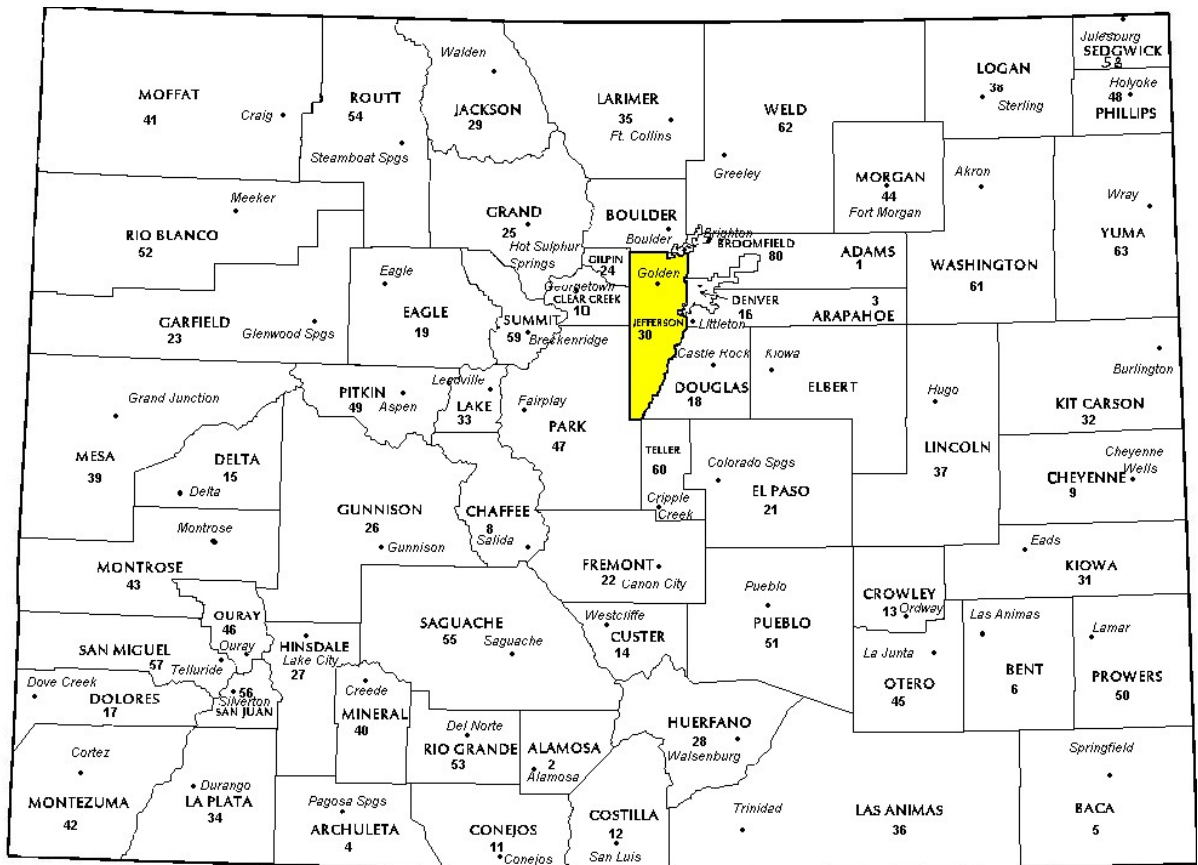 Julesburg
SEDGWICK
58
Walden
LOGAN
38
Sterling
Holyoke
48
PHILLIPS
MOFFAT
41
Craig
ROUTT
54
Steamboat Spgs
JACKSON
29
LARIMER
35
Ft. Collins
WELD
62
Greeley
MORGAN
44
Fort Morgan
Akron
WASHINGTON
61
Wray
YUMA
63
Meeker
RIO BLANCO
52
GRAND
25
Hot Sulphur
Springs
BOULDER
Boulder
Brighton
BROOMFIELD
80
ADAMS
1
GILPIN
24
Golden
JEFFERSON
30
Georgetown
CLEAR CREEK
10
DENVER
16
3
ARAPAHOE
Littleton
Eagle
EAGLE
19
SUMMIT
59
Breckenridge
GARFIELD
23
Glenwood Spgs
Castle Rock
DOUGLAS
18
Kiowa
ELBERT
Hugo
LINCOLN
37
Burlington
KIT CARSON
32
Grand Junction
MESA
39
PITKIN
49
Aspen
Leadville
LAKE
33
Fairplay
PARK
47
TELLER
60
Cripple
Creek
Colorado Spgs
EL PASO
21
Cheyenne
Wells
CHEYENNE
9
DELTA
15
Delta
GUNNISON
26
Gunnison
CHAFFEE
8
Salida
Montrose
MONTROSE
43
FREMONT
22
Canon City
Pueblo
PUEBLO
51
Eads
KIOWA
31
CROWLEY
13
Ordway
Las Animas
BENT
6
Lamar
PROWERS
50
La Junta
OTERO
45
OURAY
46
Ouray
SAN MIGUEL
57
Telluride
HINSDALE
Lake City
27
SAGUACHE
55
Saguache
Westcliffe
CUSTER
14
Dove Creek
DOLORES
17
56
Silverton
SAN JUAN
Creede
MINERAL
40
Del Norte
RIO GRANDE
53
ALAMOSA
2
Alamosa
HUERFANO
28
Walsenburg
Cortez
MONTEZUMA
42
Durango
LA PLATA
34
Pagosa Spgs
ARCHULETA
4
CONEJOS
11
Conejos
COSTILLA
12
San Luis
Trinidad
LAS ANIMAS
36
Springfield
BACA
5